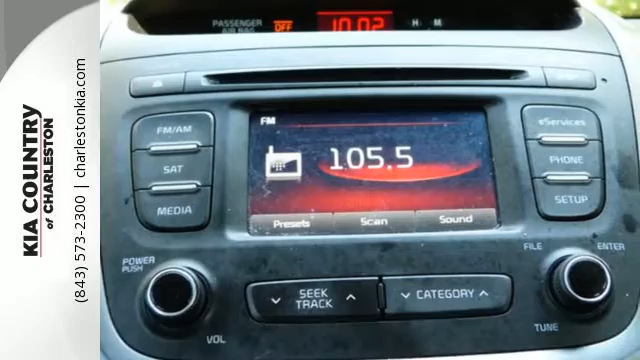 KIA COUNTRY
of CHARLESTON
(843) 573-2300 | charlestonkia.com
PASSENGER
AIR BAG
OFF
10:02
H M
FM/AM
SAT
MEDIA
FM
105.5
Presets
Scan
Sound
eServices
PHONE
SETUP
POWER
PUSH
VOL
SEEK
TRACK
CATEGORY
FILE
ENTER
TUNE